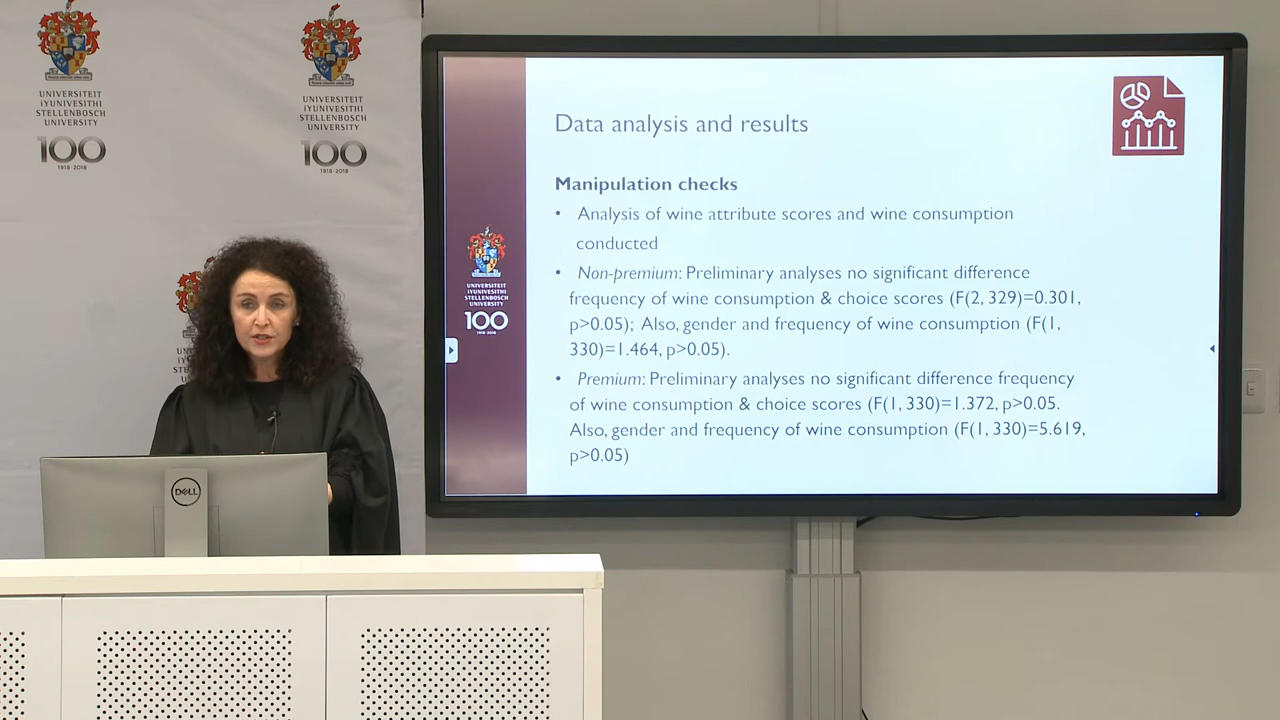 UNIVERSITEIT
iYUNIVESITHI
STELLENBOSCH
UNIVERSITY
100
1918·2018
UNIVERSITEIT
iYUNIVESITHI
STELLENBOSCH
UNIVERSITY
100
1918·2018
DELL
Data analysis and results
Manipulation checks
• Analysis of wine attribute scores and wine consumption
conducted
• Non-premium: Preliminary analyses no significant difference
frequency of wine consumption & choice scores (F(2, 329)=0.301,
p>0.05); Also, gender and frequency of wine consumption (F(1,
330)=1.464, p>0.05).
• Premium: Preliminary analyses no significant difference frequency
of wine consumption & choice scores (F(1, 330)=1.372, p>0.05.
Also, gender and frequency of wine consumption (F(1, 330)=5.619,
p>0.05)
UNIVERSITEIT
iYUNIVESITHI
STELLENBOSCH
UNIVERSITY
100